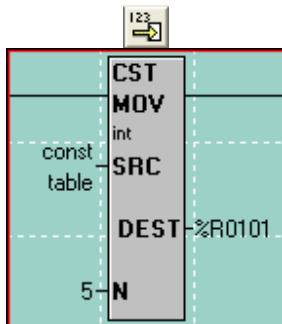 123
CST
MOV
int
const
table
SRC
DEST
%R0101
5
N